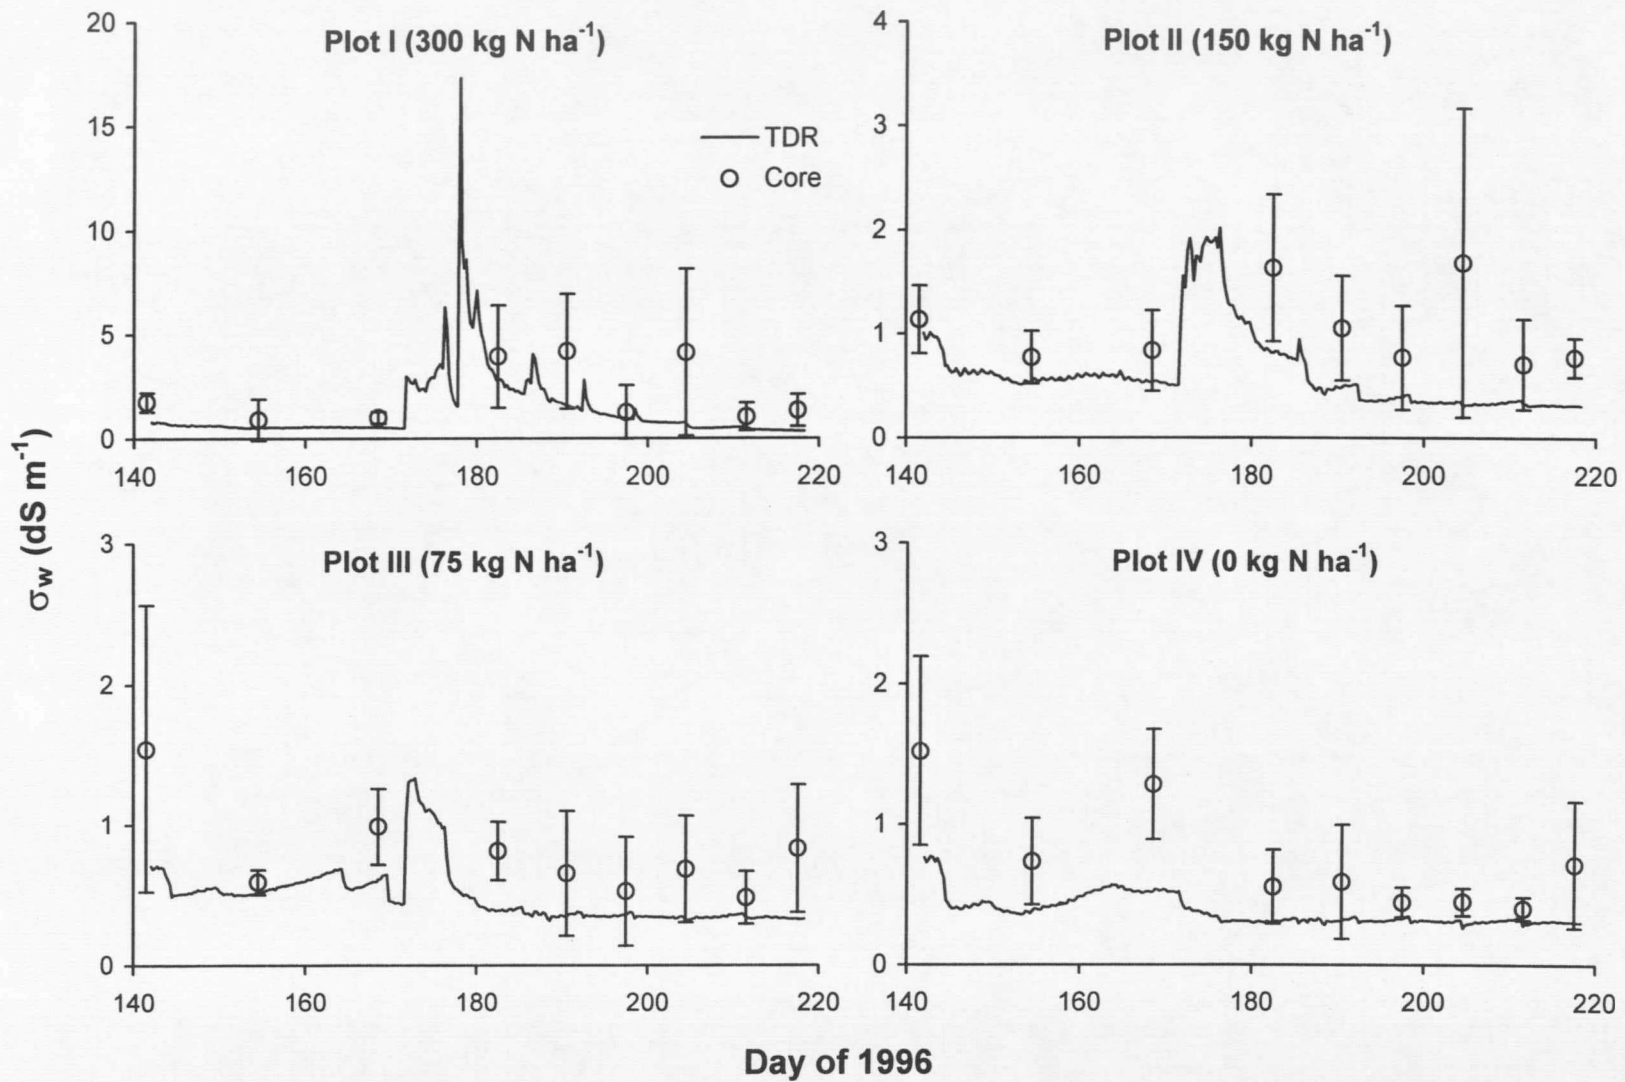 Plot I (300 kg N ha⁻¹)
20
15
10
5
0
140 160 180 200 220
TDR
Core
Plot II (150 kg N ha⁻¹)
4
3
2
1
0
140 160 180 200 220
σw (dS m⁻¹)
Plot III (75 kg N ha⁻¹)
3
2
1
0
140 160 180 200 220
Plot IV (0 kg N ha⁻¹)
3
2
1
0
140 160 180 200 220
Day of 1996